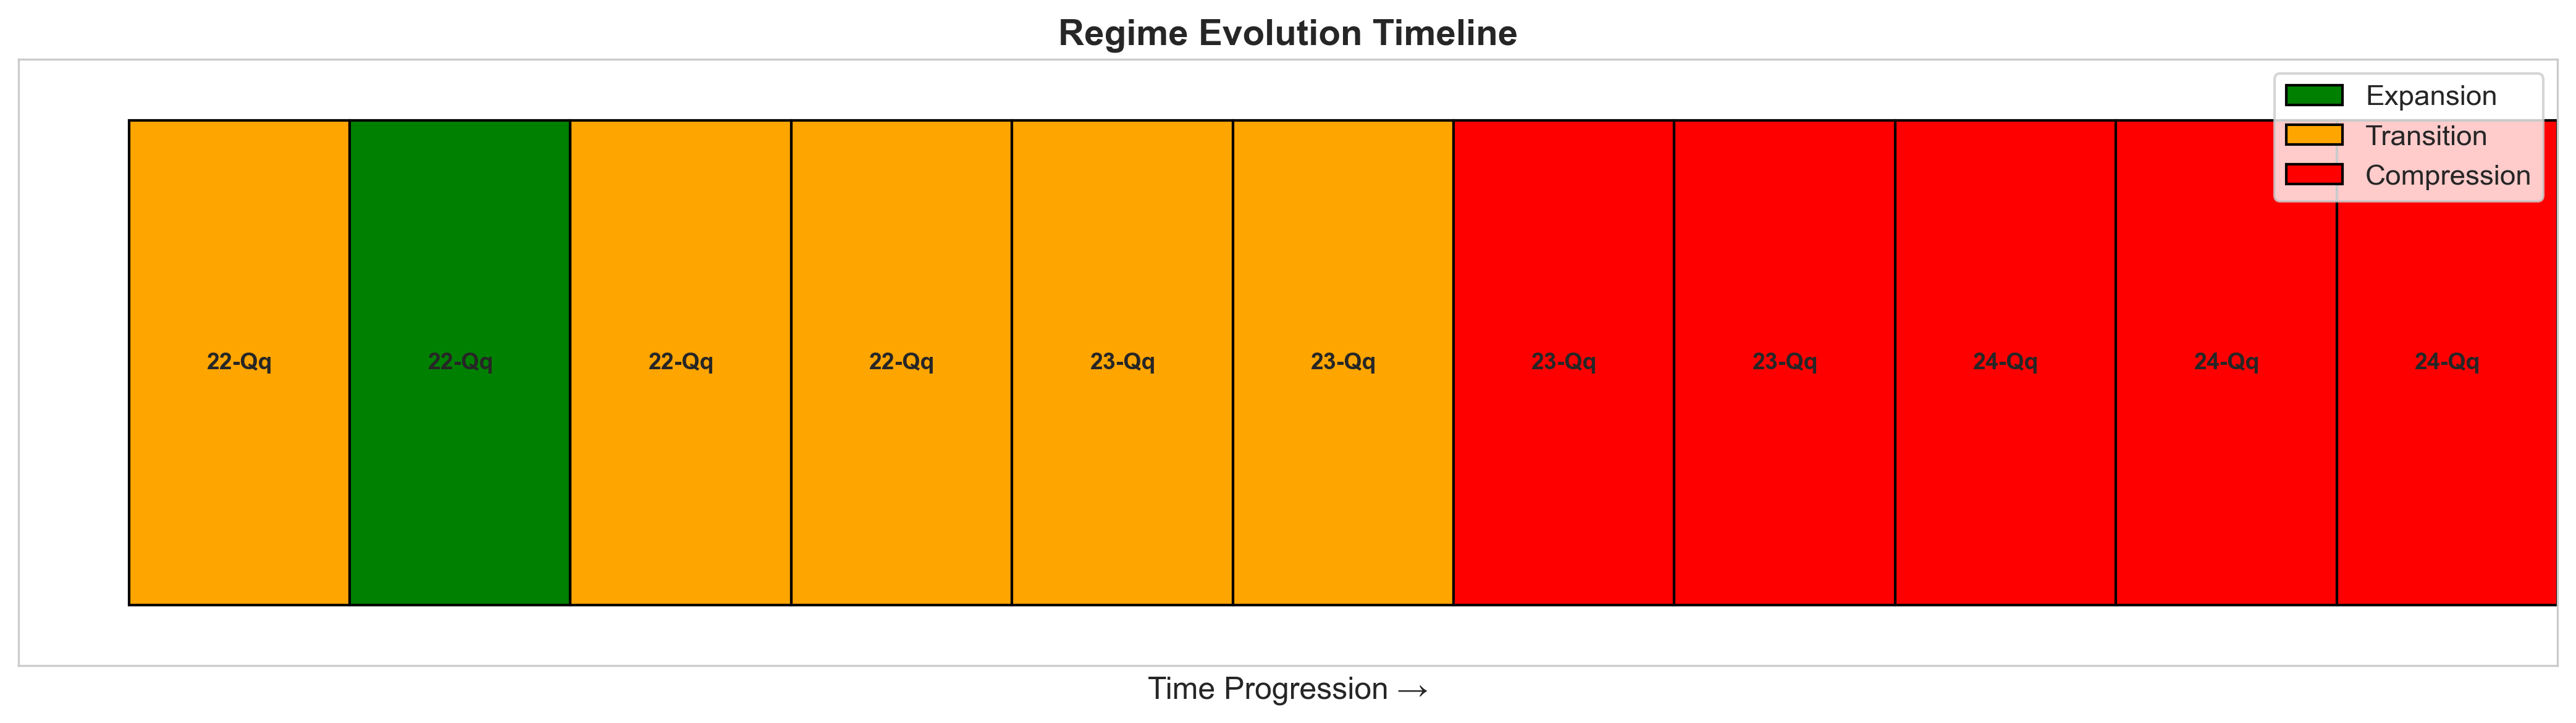 Regime Evolution Timeline
Expansion
Transition
Compression
22-Qq 22-Qq 22-Qq 22-Qq 23-Qq 23-Qq 23-Qq 23-Qq 24-Qq 24-Qq 24-Qq
Time Progression →